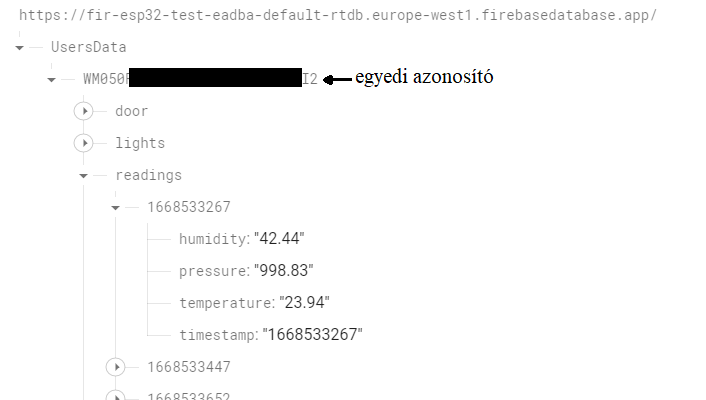 https://fir-esp32-test-eadba-default-rtdb.europe-west1.firebasedatabase.app/
UsersData
WM050 I2 egyedi azonosító
door
lights
readings
1668533267
humidity: "42.44"
pressure: "998.83"
temperature: "23.94"
timestamp: "1668533267"
1668533447
1668533652